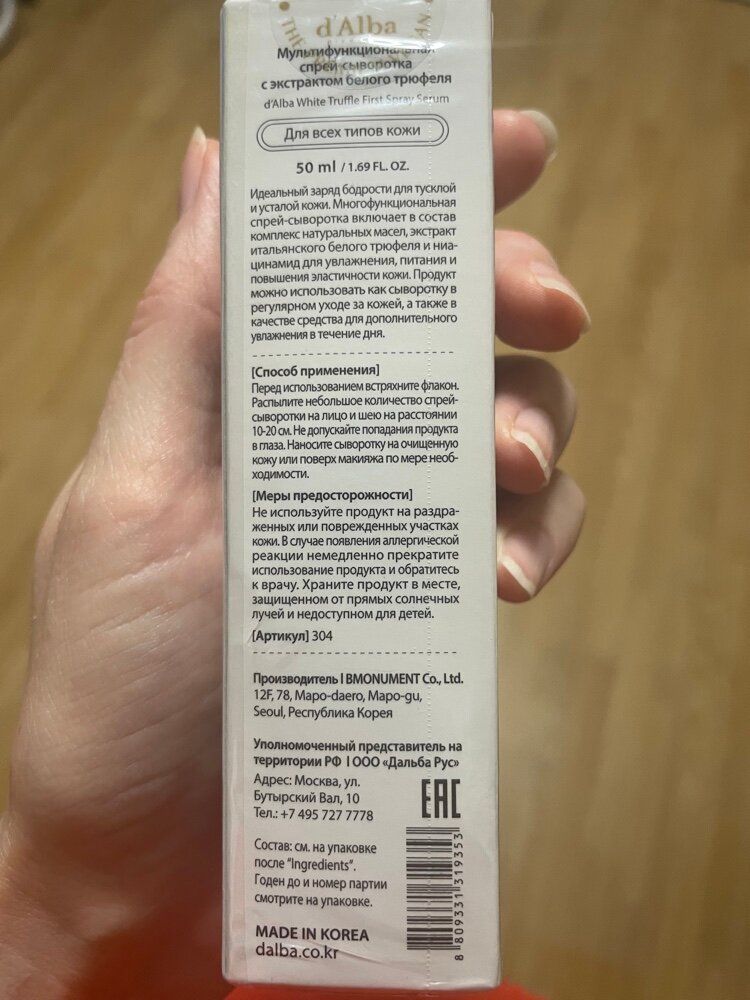 d'Alba
Мультифункциональная
спрей-сыворотка
с экстрактом белого трюфеля
d'Alba White Truffle First Spray Serum
Для всех типов кожи
50 ml / 1.69 FL. OZ.
Идеальный заряд бодрости для тусклой
и усталой кожи. Многофункциональная
спрей-сыворотка включает в состав
комплекс натуральных масел, экстракт
итальянского белого трюфеля и ниа-
цинамид для увлажнения, питания и
повышения эластичности кожи. Продукт
можно использовать как сыворотку в
регулярном уходе за кожей, а также в
качестве средства для дополнительного
увлажнения в течение дня.
[Способ применения]
Перед использованием встряхните флакон.
Распылите небольшое количество спрей-
сыворотки на лицо и шею на расстоянии
10-20 см. Не допускайте попадания продукта
в глаза. Наносите сыворотку на очищенную
кожу или поверх макияжа по мере необ-
ходимости.
[Меры предосторожности]
Не используйте продукт на раздра-
женных или поврежденных участках
кожи. В случае появления аллергической
реакции немедленно прекратите
использование продукта и обратитесь
к врачу. Храните продукт в месте,
защищенном от прямых солнечных
лучей и недоступном для детей.
[Артикул] 304
Производитель l BMONUMENT Co., Ltd.
12F, 78, Mapo-daero, Mapo-gu,
Seoul, Республика Корея
Уполномоченный представитель на
территории РФ l ООО «Дальба Рус»
Адрес: Москва, ул.
Бутырский Вал, 10
Тел.: +7 495 727 7778
EAC
Состав: см. на упаковке
после "Ingredients".
Годен до и номер партии
смотрите на упаковке.
MADE IN KOREA
dalba.co.kr
8 809331 319353